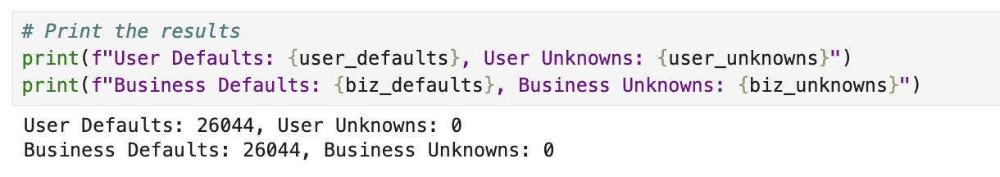 # Print the results
print(f"User Defaults: {user_defaults}, User Unknowns: {user_unknowns}")
print(f"Business Defaults: {biz_defaults}, Business Unknowns: {biz_unknowns}")
User Defaults: 26044, User Unknowns: 0
Business Defaults: 26044, Business Unknowns: 0